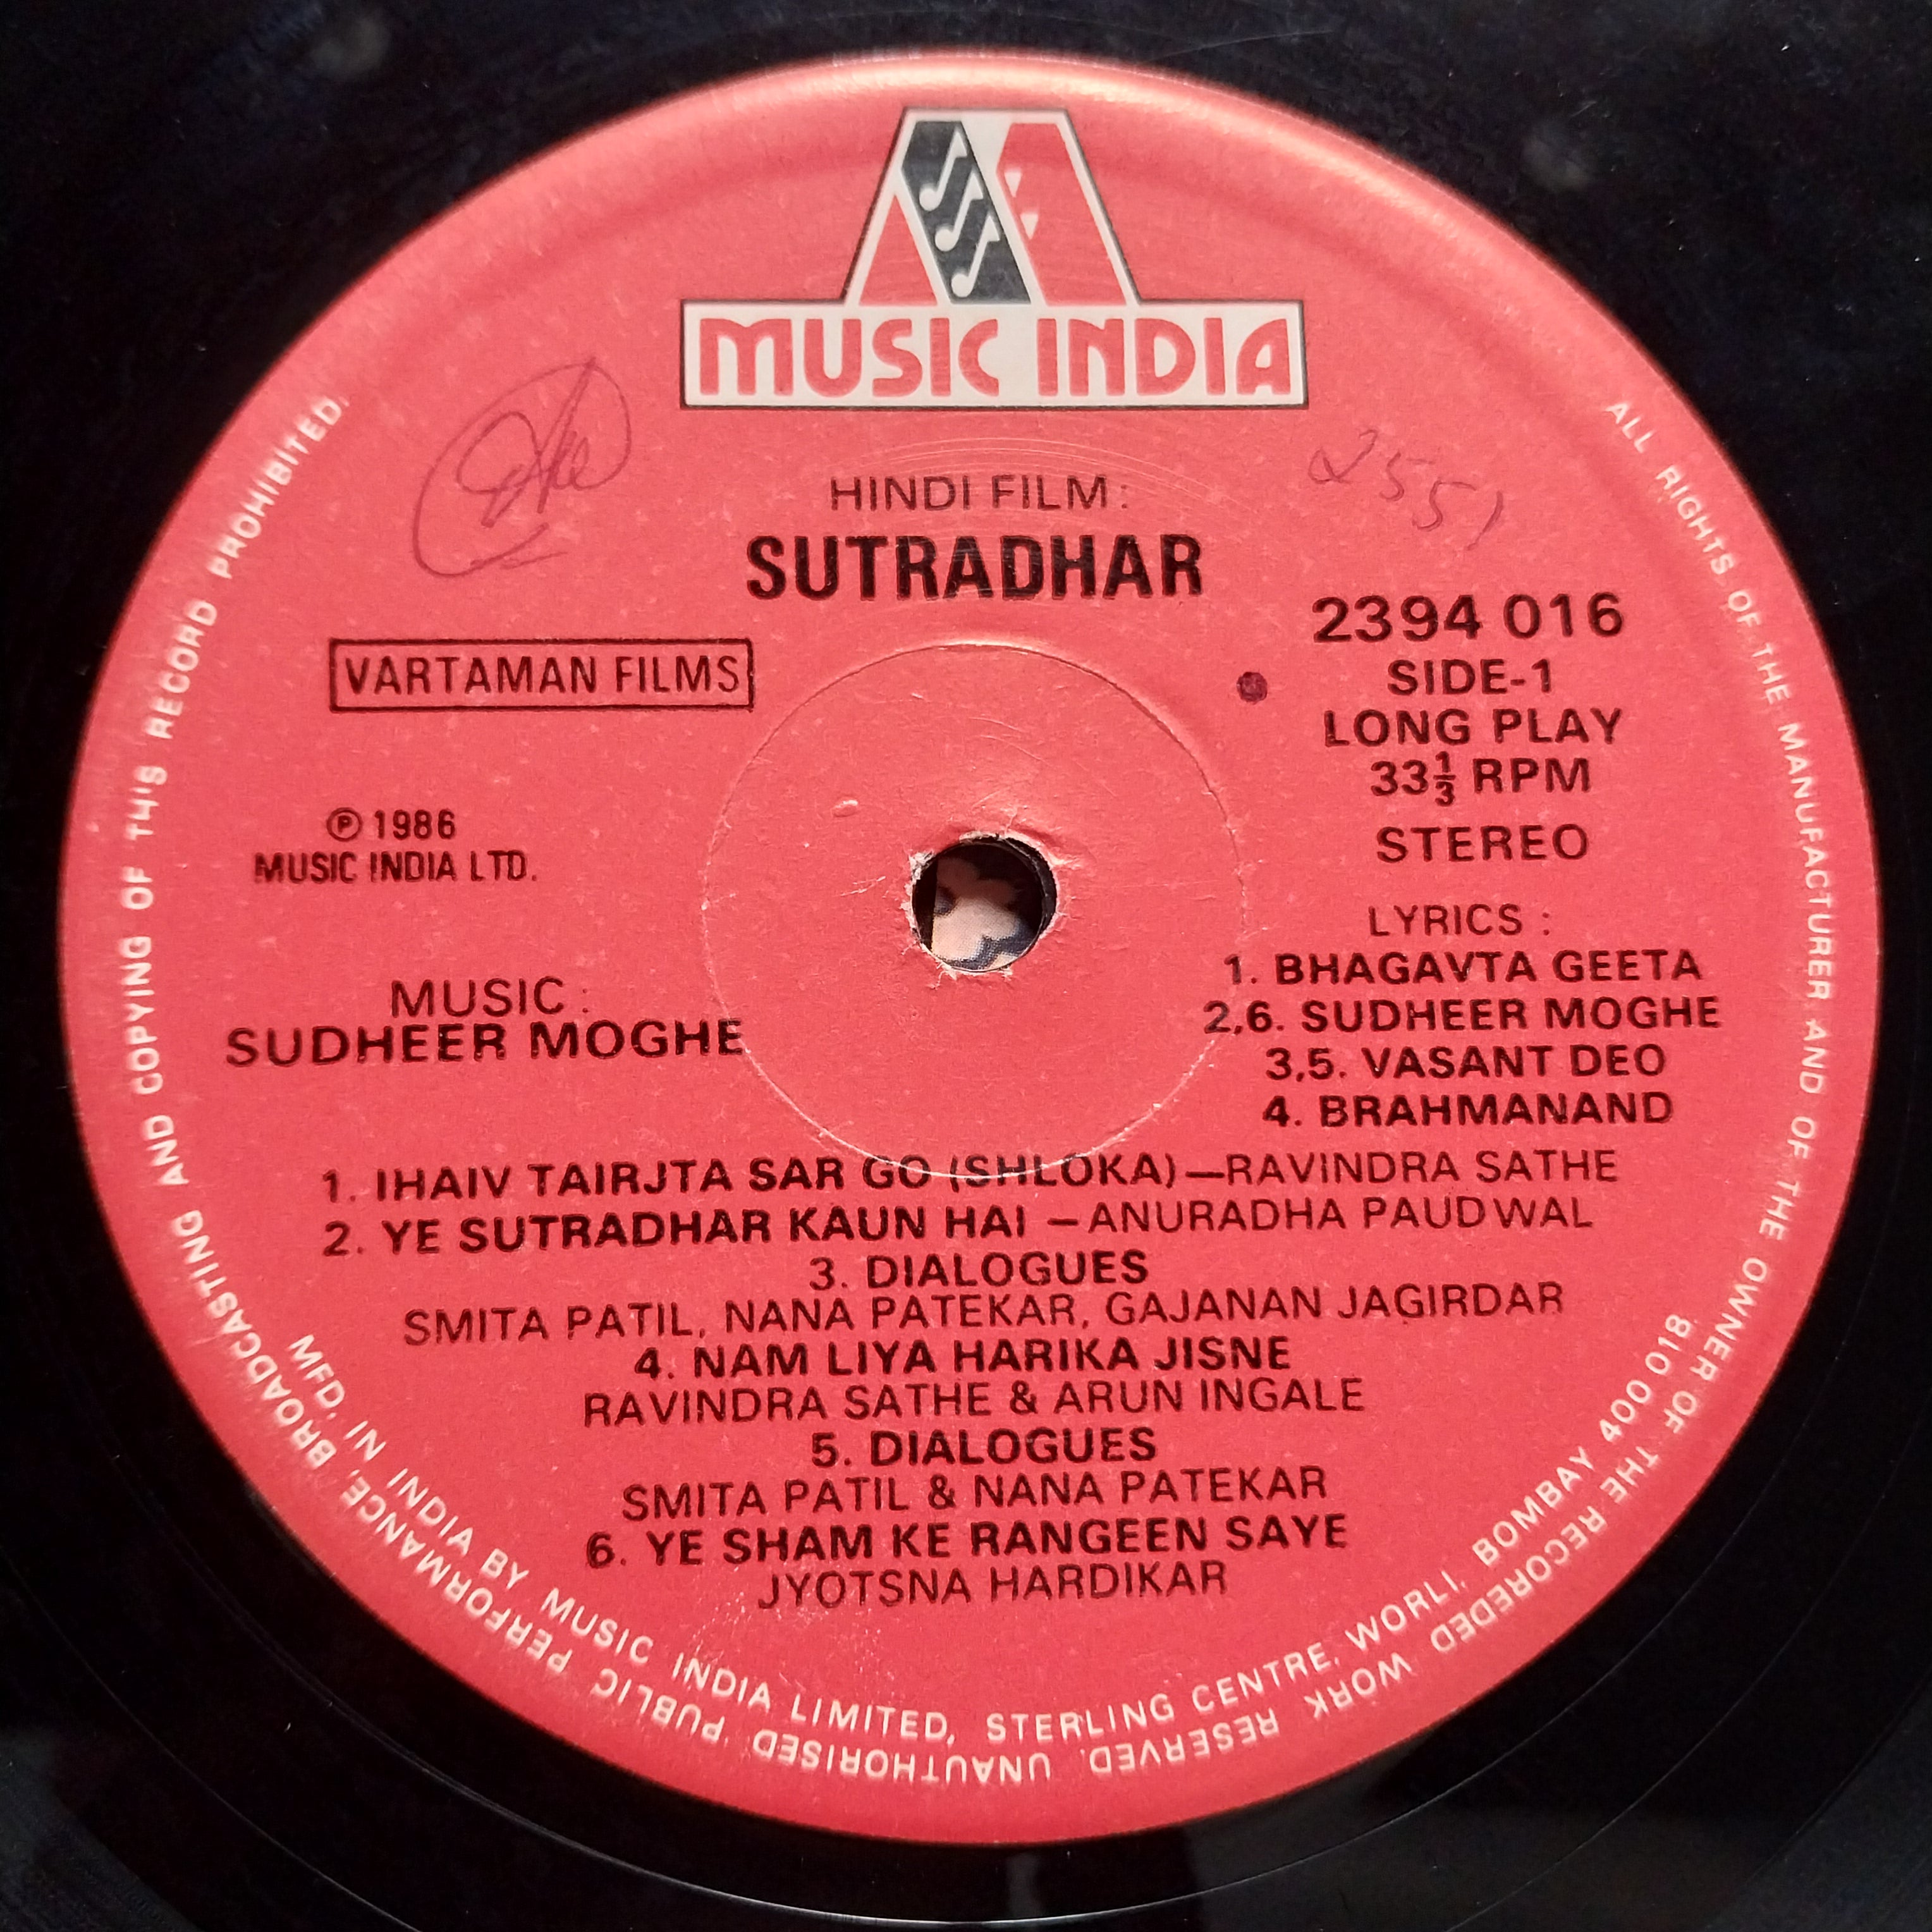 MUSIC INDIA
HINDI FILM:
SUTRADHAR
2551
VARTAMAN FILMS
2394 016
SIDE-1
LONG PLAY
33⅓ RPM
STEREO
℗ 1986
MUSIC INDIA LTD.
MUSIC:
SUDHEER MOGHE
LYRICS :
1. BHAGAVTA GEETA
2,6. SUDHEER MOGHE
3,5. VASANT DEO
4. BRAHMANAND
1. IHAIV TAIRJTA SAR GO (SHLOKA)—RAVINDRA SATHE
2. YE SUTRADHAR KAUN HAI —ANURADHA PAUDWAL
3. DIALOGUES
SMITA PATIL, NANA PATEKAR, GAJANAN JAGIRDAR
4. NAM LIYA HARIKA JISNE
RAVINDRA SATHE & ARUN INGALE
5. DIALOGUES
SMITA PATIL & NANA PATEKAR
6. YE SHAM KE RANGEEN SAYE
JYOTSNA HARDIKAR
MFD. IN INDIA BY MUSIC INDIA LIMITED, STERLING CENTRE, WORLI, BOMBAY 400 018
ALL RIGHTS OF THE MANUFACTURER AND OF THE OWNER OF THE RECORDED WORK RESERVED. UNAUTHORISED PUBLIC PERFORMANCE, BROADCASTING AND COPYING OF THIS RECORD PROHIBITED.